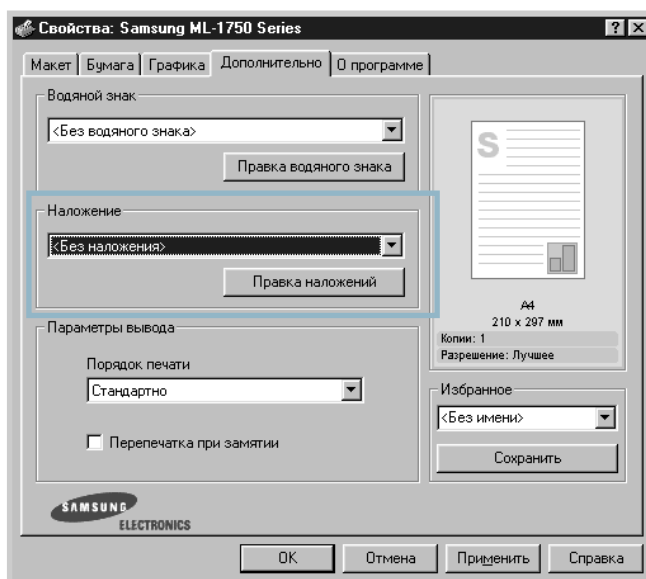 Свойства: Samsung ML-1750 Series
Макет Бумага Графика Дополнительно О программе
Водяной знак
<Без водяного знака>
Правка водяного знака
Наложение
<Без наложения>
Правка наложений
Параметры вывода
Порядок печати
Стандартно
Перепечатка при замятии
S
A4
210 x 297 мм
Копии: 1
Разрешение: Лучшее
Избранное
<Без имени>
Сохранить
SAMSUNG
ELECTRONICS
OK Отмена Применить Справка